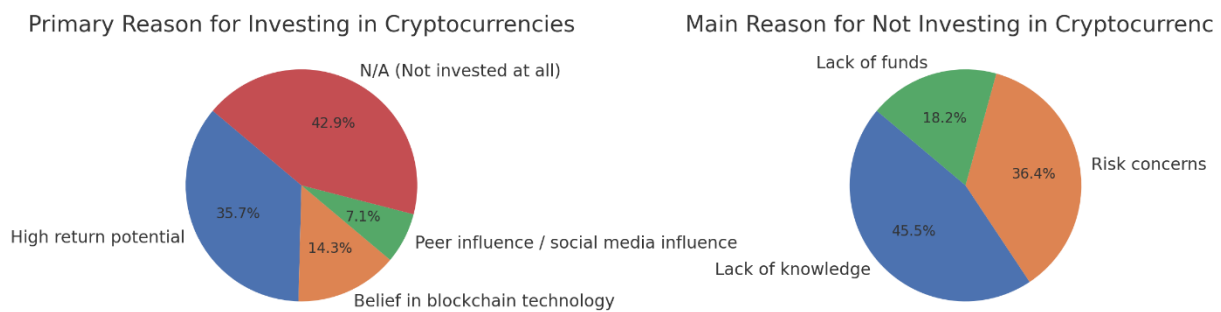 Primary Reason for Investing in Cryptocurrencies
N/A (Not invested at all)
42.9%
35.7%
7.1%
14.3%
High return potential
Peer influence / social media influence
Belief in blockchain technology
Main Reason for Not Investing in Cryptocurrenc
Lack of funds
18.2%
Risk concerns
36.4%
45.5%
Lack of knowledge